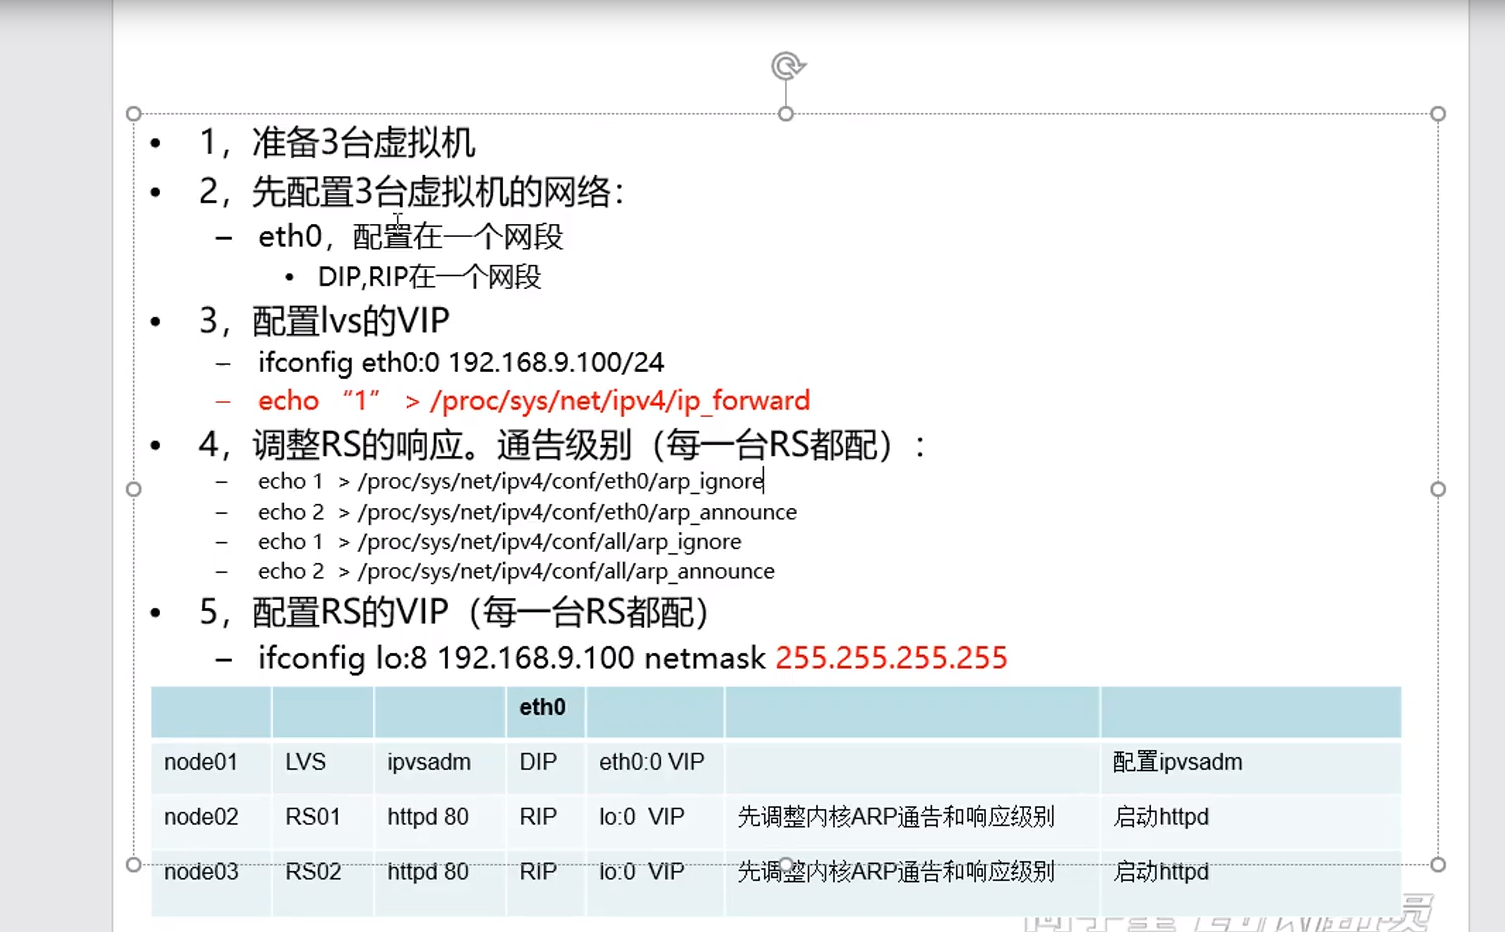 • 1，准备3台虚拟机
• 2，先配置3台虚拟机的网络：
– eth0，配置在一个网段
• DIP,RIP在一个网段
• 3，配置lvs的VIP
– ifconfig eth0:0 192.168.9.100/24
– echo “1” > /proc/sys/net/ipv4/ip_forward
• 4，调整RS的响应。通告级别（每一台RS都配）：
– echo 1 > /proc/sys/net/ipv4/conf/eth0/arp_ignore
– echo 2 > /proc/sys/net/ipv4/conf/eth0/arp_announce
– echo 1 > /proc/sys/net/ipv4/conf/all/arp_ignore
– echo 2 > /proc/sys/net/ipv4/conf/all/arp_announce
• 5，配置RS的VIP（每一台RS都配）
– ifconfig lo:8 192.168.9.100 netmask 255.255.255.255
eth0
node01 LVS ipvsadm DIP eth0:0 VIP 配置ipvsadm
node02 RS01 httpd 80 RIP lo:0 VIP 先调整内核ARP通告和响应级别 启动httpd
node03 RS02 httpd 80 RIP lo:0 VIP 先调整内核ARP通告和响应级别 启动httpd